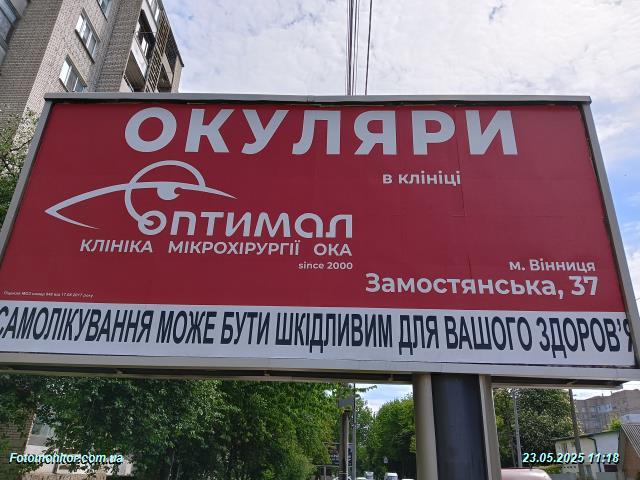 ОКУЛЯРИ
в клініці
оптимал
КЛІНІКА МІКРОХІРУРГІЇ ОКА
since 2000
м. Вінниця
Замостянська, 37
САМОЛІКУВАННЯ МОЖЕ БУТИ ШКІДЛИВИМ ДЛЯ ВАШОГО ЗДОРОВ'Я
Fotomonitor.com.ua
23.05.2025 11:18